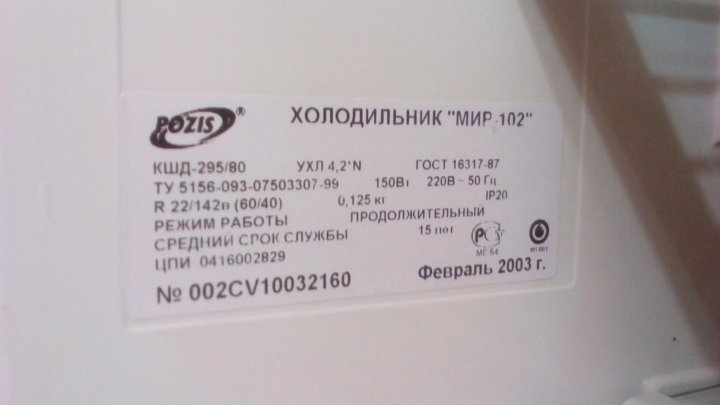 POZIS®
ХОЛОДИЛЬНИК "МИР-102"
КШД-295/80 УХЛ 4,2*N ГОСТ 16317-87
ТУ 5156-093-07503307-99 150Вт 220В ~ 50 Гц
R 22/142в (60/40) 0,125 кг IP20
РЕЖИМ РАБОТЫ ПРОДОЛЖИТЕЛЬНЫЙ
СРЕДНИЙ СРОК СЛУЖБЫ 15 лет
ЦПИ 0416002829
№ 002CV10032160 Февраль 2003 г.